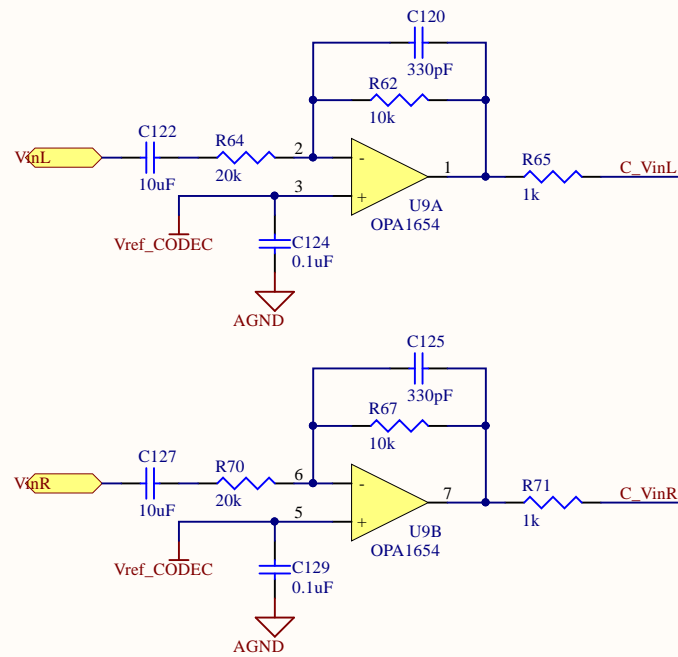 C120
330pF
R62
10k
C122
R64
2
VinL
1
R65
C_VinL
10uF
20k
3
1k
-
+
U9A
OPA1654
Vref_CODEC
C124
0.1uF
AGND
C125
330pF
R67
10k
C127
R70
6
VinR
7
R71
C_VinR
10uF
20k
5
1k
-
+
U9B
OPA1654
Vref_CODEC
C129
0.1uF
AGND